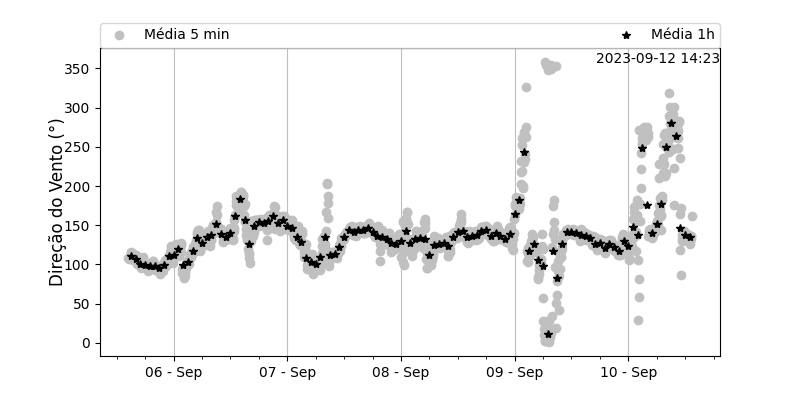 Média 5 min
Média 1h
2023-09-12 14:23
Direção do Vento (°)
350
300
250
200
150
100
50
0
06 - Sep
07 - Sep
08 - Sep
09 - Sep
10 - Sep